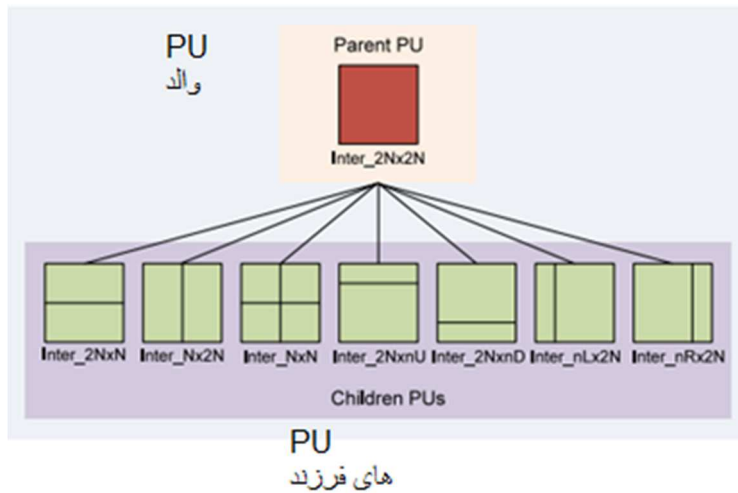 PU
والد
Parent PU
Inter_2Nx2N
Inter_2NxN Inter_Nx2N Inter_NxN Inter_2NxnU Inter_2NxnD Inter_nLx2N Inter_nRx2N
Children PUs
PU
های فرزند